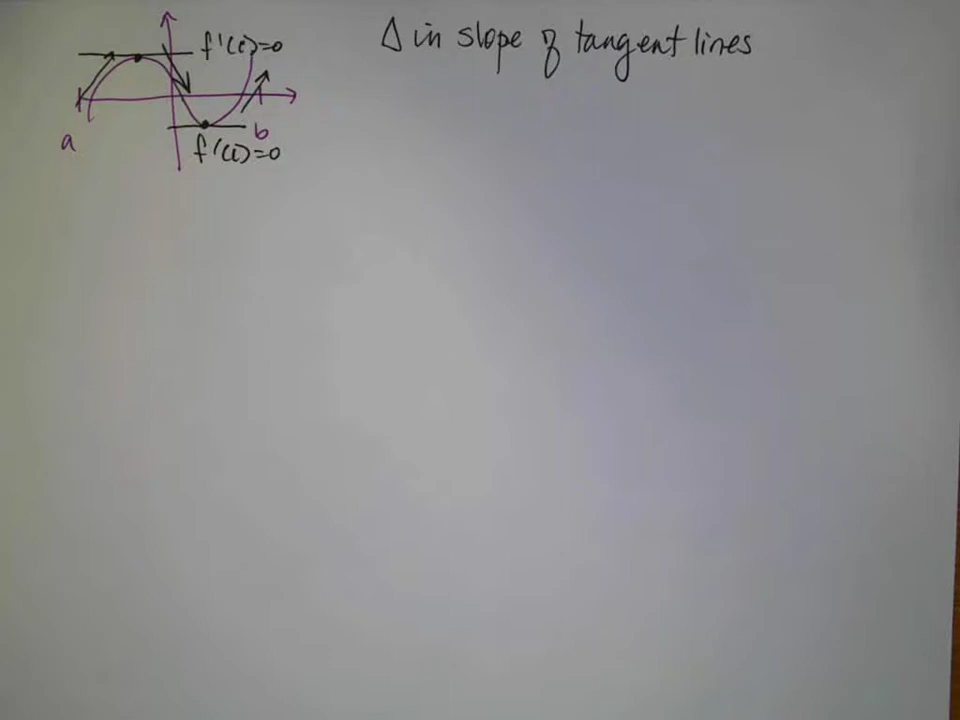 Δ in slope of tangent lines
f'(c)=0
a
b
f'(c)=0